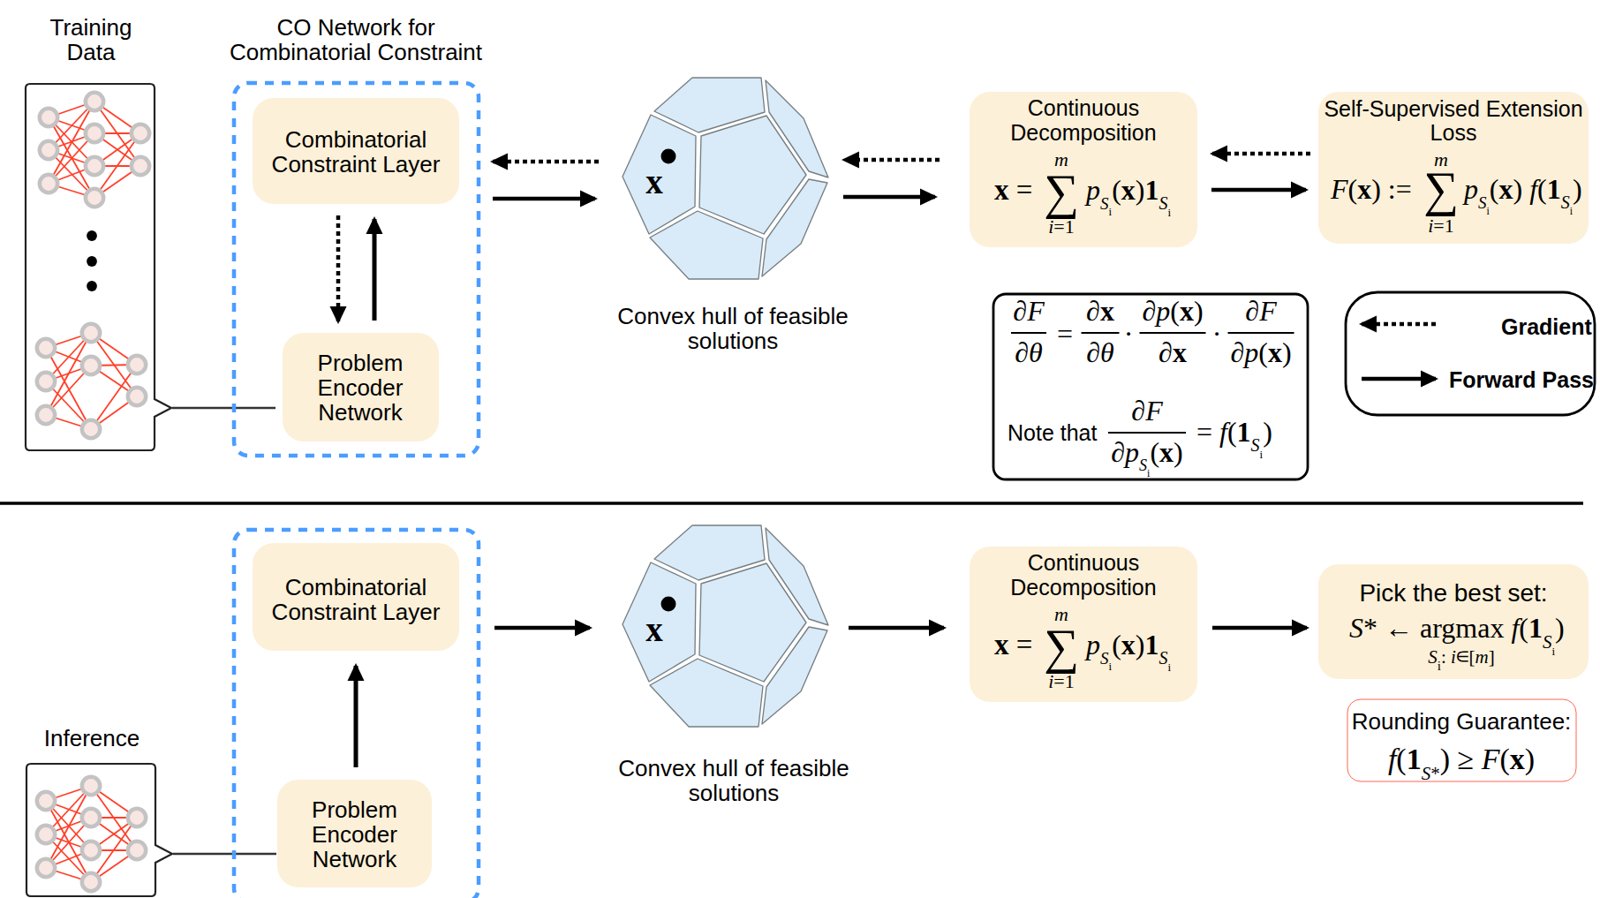 Training
Data
CO Network for
Combinatorial Constraint
Combinatorial
Constraint Layer
Problem
Encoder
Network
x
Convex hull of feasible
solutions
Continuous
Decomposition
x = ∑_{i=1}^{m} p_{S_i}(x)1_{S_i}
Self-Supervised Extension
Loss
F(x) := ∑_{i=1}^{m} p_{S_i}(x) f(1_{S_i})
∂F/∂θ = ∂x/∂θ · ∂p(x)/∂x · ∂F/∂p(x)
Note that ∂F/∂p_{S_i}(x) = f(1_{S_i})
Gradient
Forward Pass
Inference
Combinatorial
Constraint Layer
Problem
Encoder
Network
x
Convex hull of feasible
solutions
Continuous
Decomposition
x = ∑_{i=1}^{m} p_{S_i}(x)1_{S_i}
Pick the best set:
S* ← argmax f(1_{S_i})
S_i: i∈[m]
Rounding Guarantee:
f(1_{S*}) ≥ F(x)